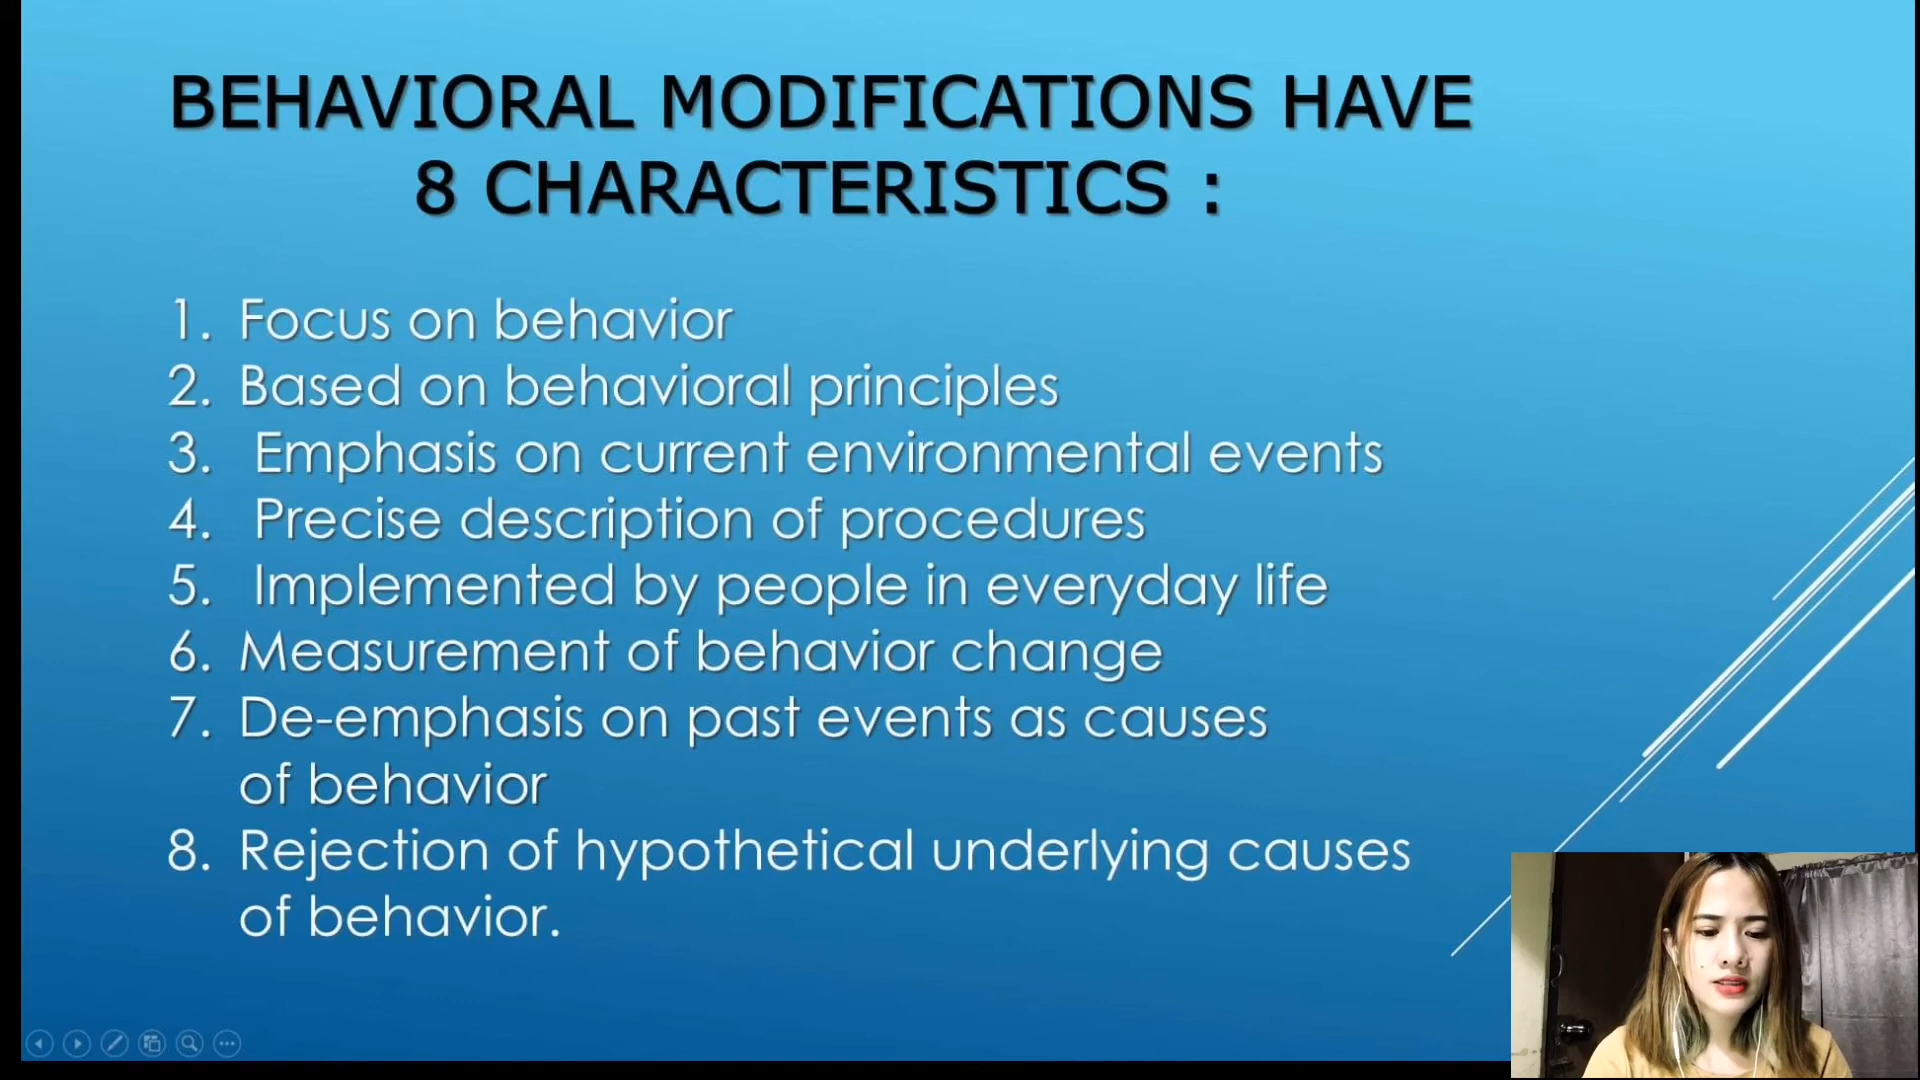 BEHAVIORAL MODIFICATIONS HAVE
8 CHARACTERISTICS :
1. Focus on behavior
2. Based on behavioral principles
3. Emphasis on current environmental events
4. Precise description of procedures
5. Implemented by people in everyday life
6. Measurement of behavior change
7. De-emphasis on past events as causes
of behavior
8. Rejection of hypothetical underlying causes
of behavior.